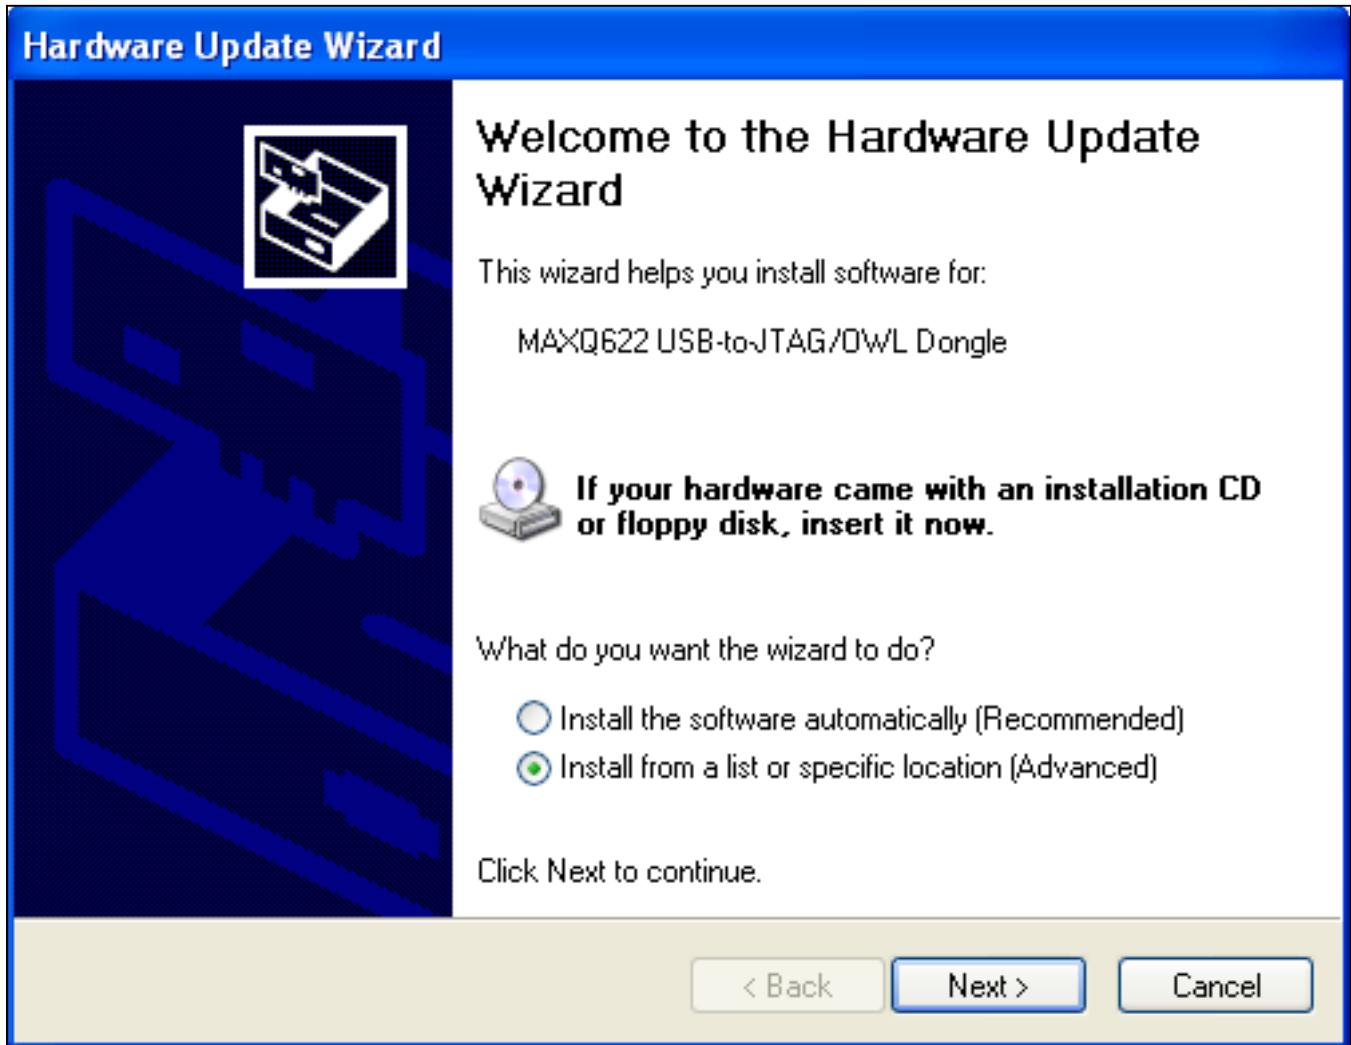 Hardware Update Wizard
Welcome to the Hardware Update
Wizard
This wizard helps you install software for:
MAXQ622 USB-to-JTAG/OWL Dongle
If your hardware came with an installation CD
or floppy disk, insert it now.
What do you want the wizard to do?
Install the software automatically (Recommended)
Install from a list or specific location (Advanced)
Click Next to continue.
< Back
Next >
Cancel